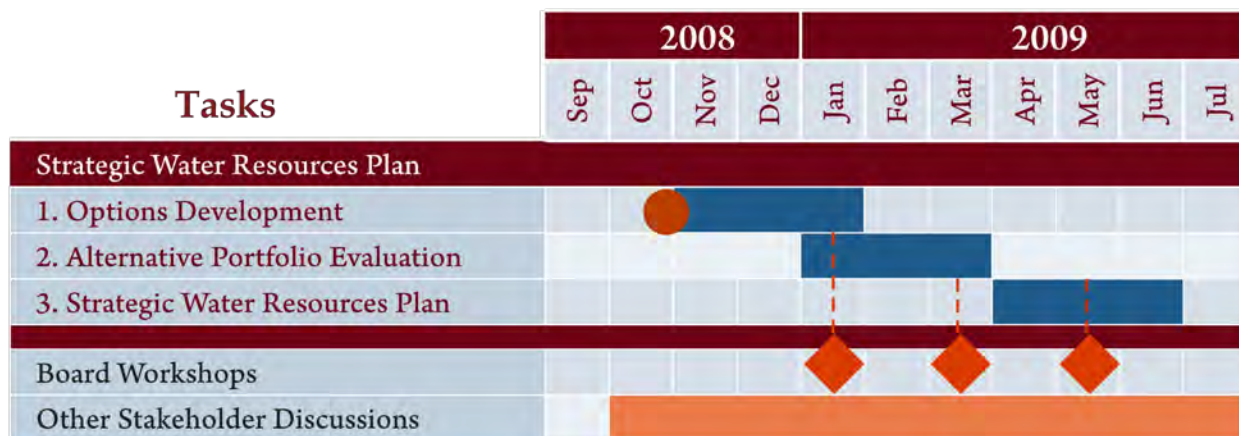 2008 2009
Tasks
Sep Oct Nov Dec Jan Feb Mar Apr May Jun Jul
Strategic Water Resources Plan
1. Options Development
2. Alternative Portfolio Evaluation
3. Strategic Water Resources Plan
Board Workshops
Other Stakeholder Discussions